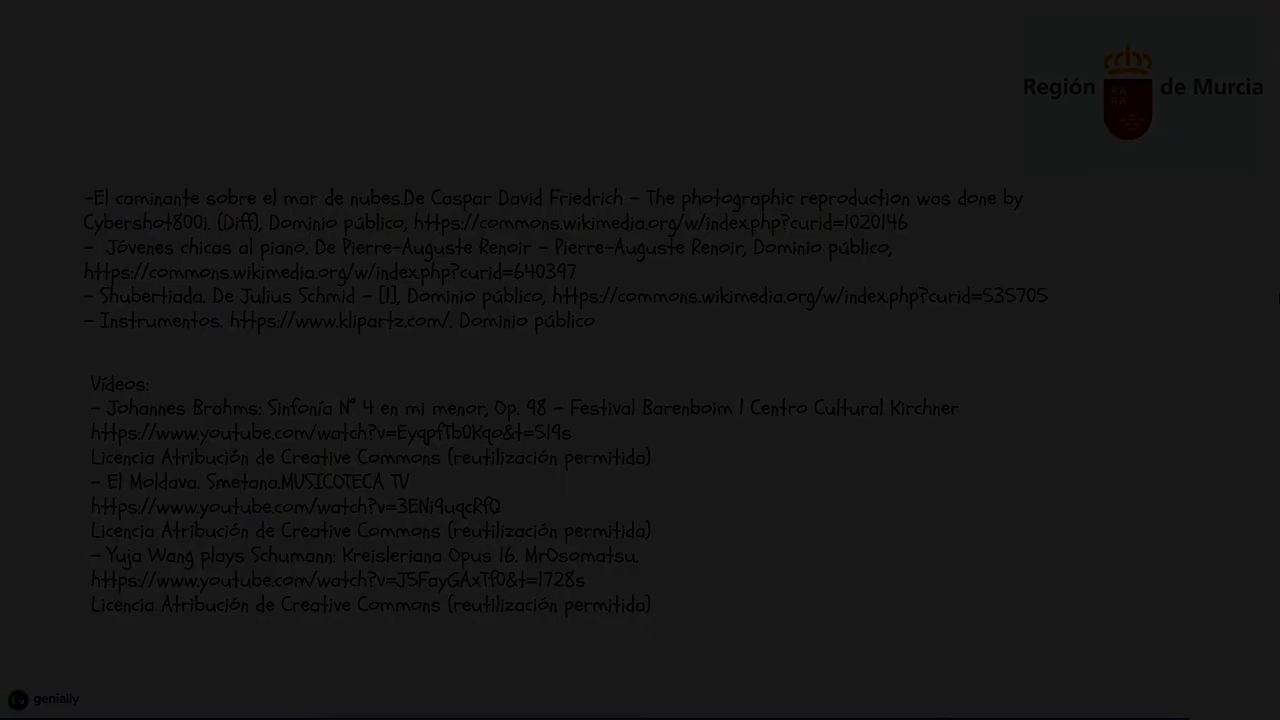 Región de Murcia
-El caminante sobre el mar de nubes.De Caspar David Friedrich - The photographic reproduction was done by
Cybershot800i. (Diff), Dominio público, https://commons.wikimedia.org/w/index.php?curid=1020146
- Jóvenes chicas al piano. De Pierre-Auguste Renoir - Pierre-Auguste Renoir, Dominio público,
https://commons.wikimedia.org/w/index.php?curid=640397
- Shubertiada. De Julius Schmid - [1], Dominio público, https://commons.wikimedia.org/w/index.php?curid=535705
- Instrumentos. https://www.klipartz.com/. Dominio público
Vídeos:
- Johannes Brahms: Sinfonía N° 4 en mi menor, Op. 98 - Festival Barenboim | Centro Cultural Kirchner
https://www.youtube.com/watch?v=EyqpfTb0Kqo&t=519s
Licencia Atribución de Creative Commons (reutilización permitida)
- El Moldava. Smetana.MUSICOTECA TV
https://www.youtube.com/watch?v=3ENi9uqcRfQ
Licencia Atribución de Creative Commons (reutilización permitida)
- Yuja Wang plays Schumann: Kreisleriana Opus 16. MrOsomatsu.
https://www.youtube.com/watch?v=J5FayGAxTf0&t=1728s
Licencia Atribución de Creative Commons (reutilización permitida)
genially